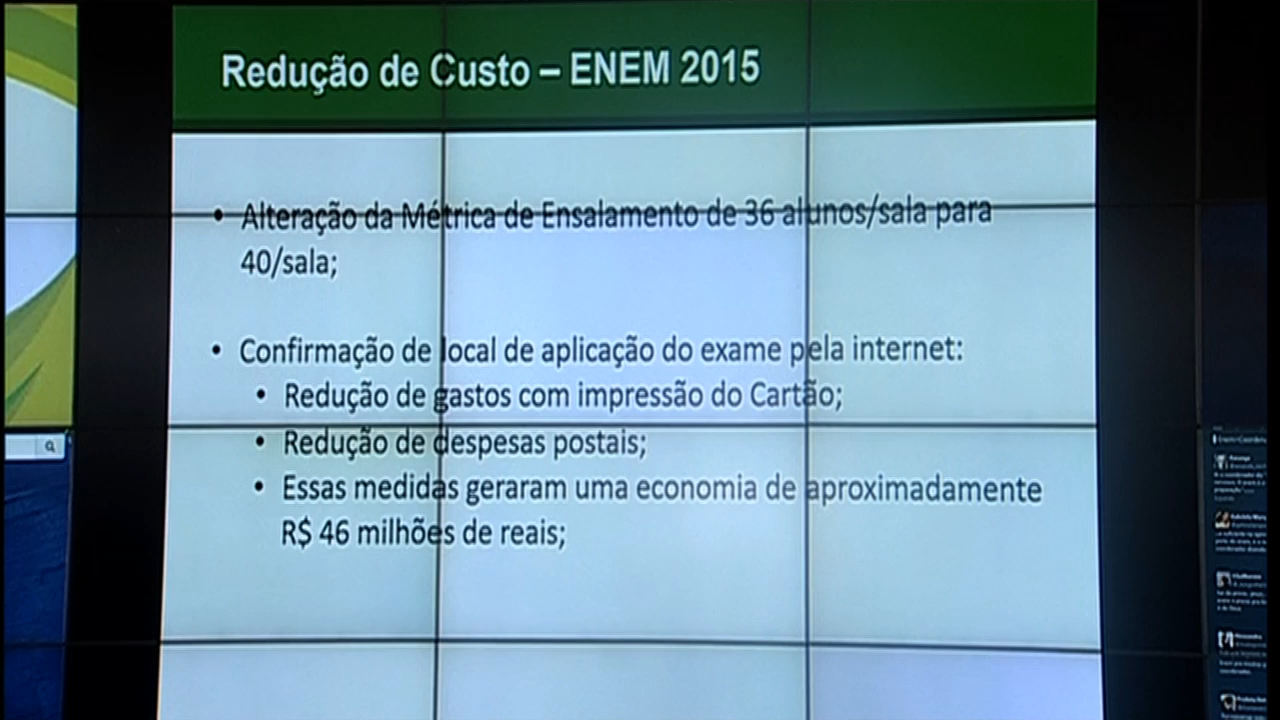 Redução de Custo – ENEM 2015
• Alteração da Métrica de Ensalamento de 36 alunos/sala para
40/sala;
• Confirmação de local de aplicação do exame pela internet:
• Redução de gastos com impressão do Cartão;
• Redução de despesas postais;
• Essas medidas geraram uma economia de aproximadamente
R$ 46 milhões de reais;